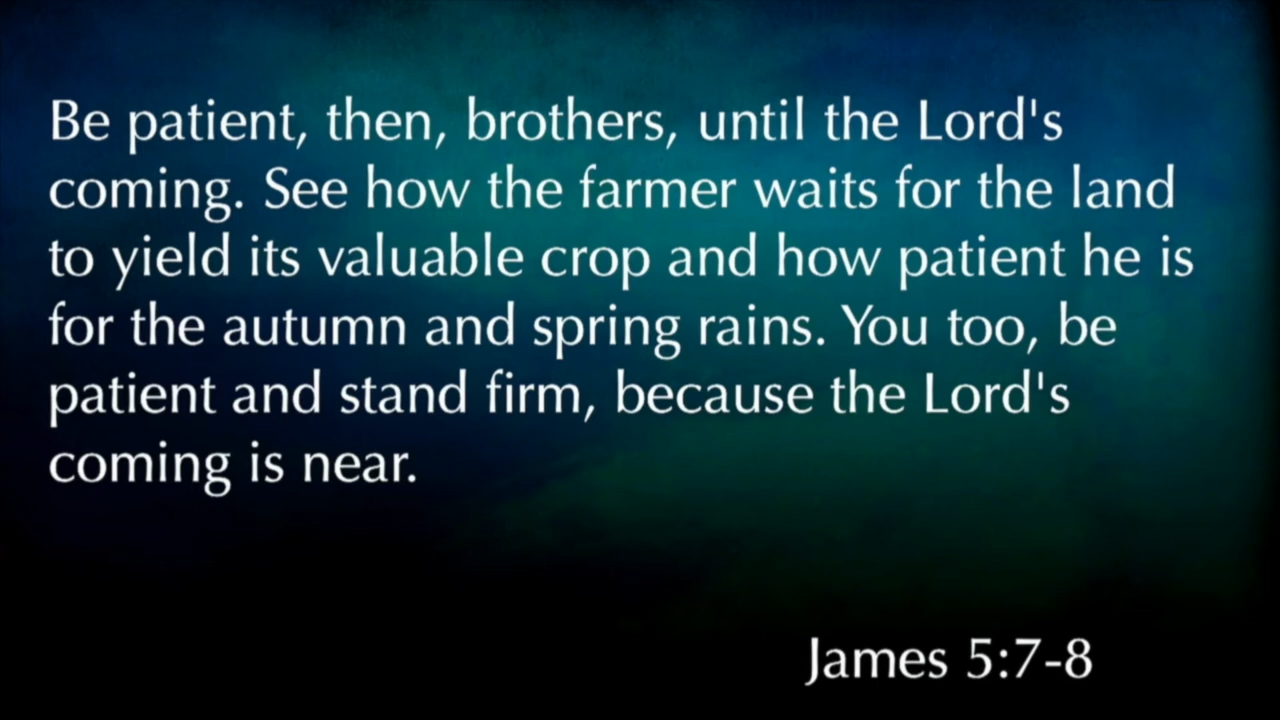 Be patient, then, brothers, until the Lord's
coming. See how the farmer waits for the land
to yield its valuable crop and how patient he is
for the autumn and spring rains. You too, be
patient and stand firm, because the Lord's
coming is near.
James 5:7-8